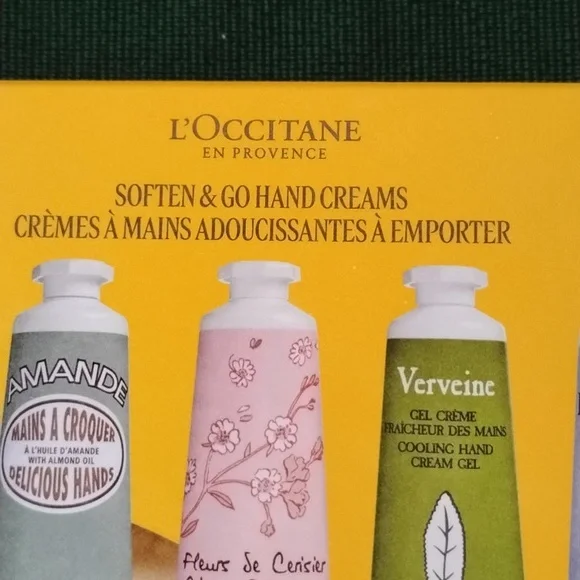 L'OCCITANE
EN PROVENCE
SOFTEN & GO HAND CREAMS
CRÈMES À MAINS ADOUCISSANTES À EMPORTER
AMANDE
MAINS A CROQUER
À L'HUILE D'AMANDE
WITH ALMOND OIL
DELICIOUS HANDS
Fleurs de Cerisier
Verveine
GEL CRÈME
FRAÎCHEUR DES MAINS
COOLING HAND
CREAM GEL